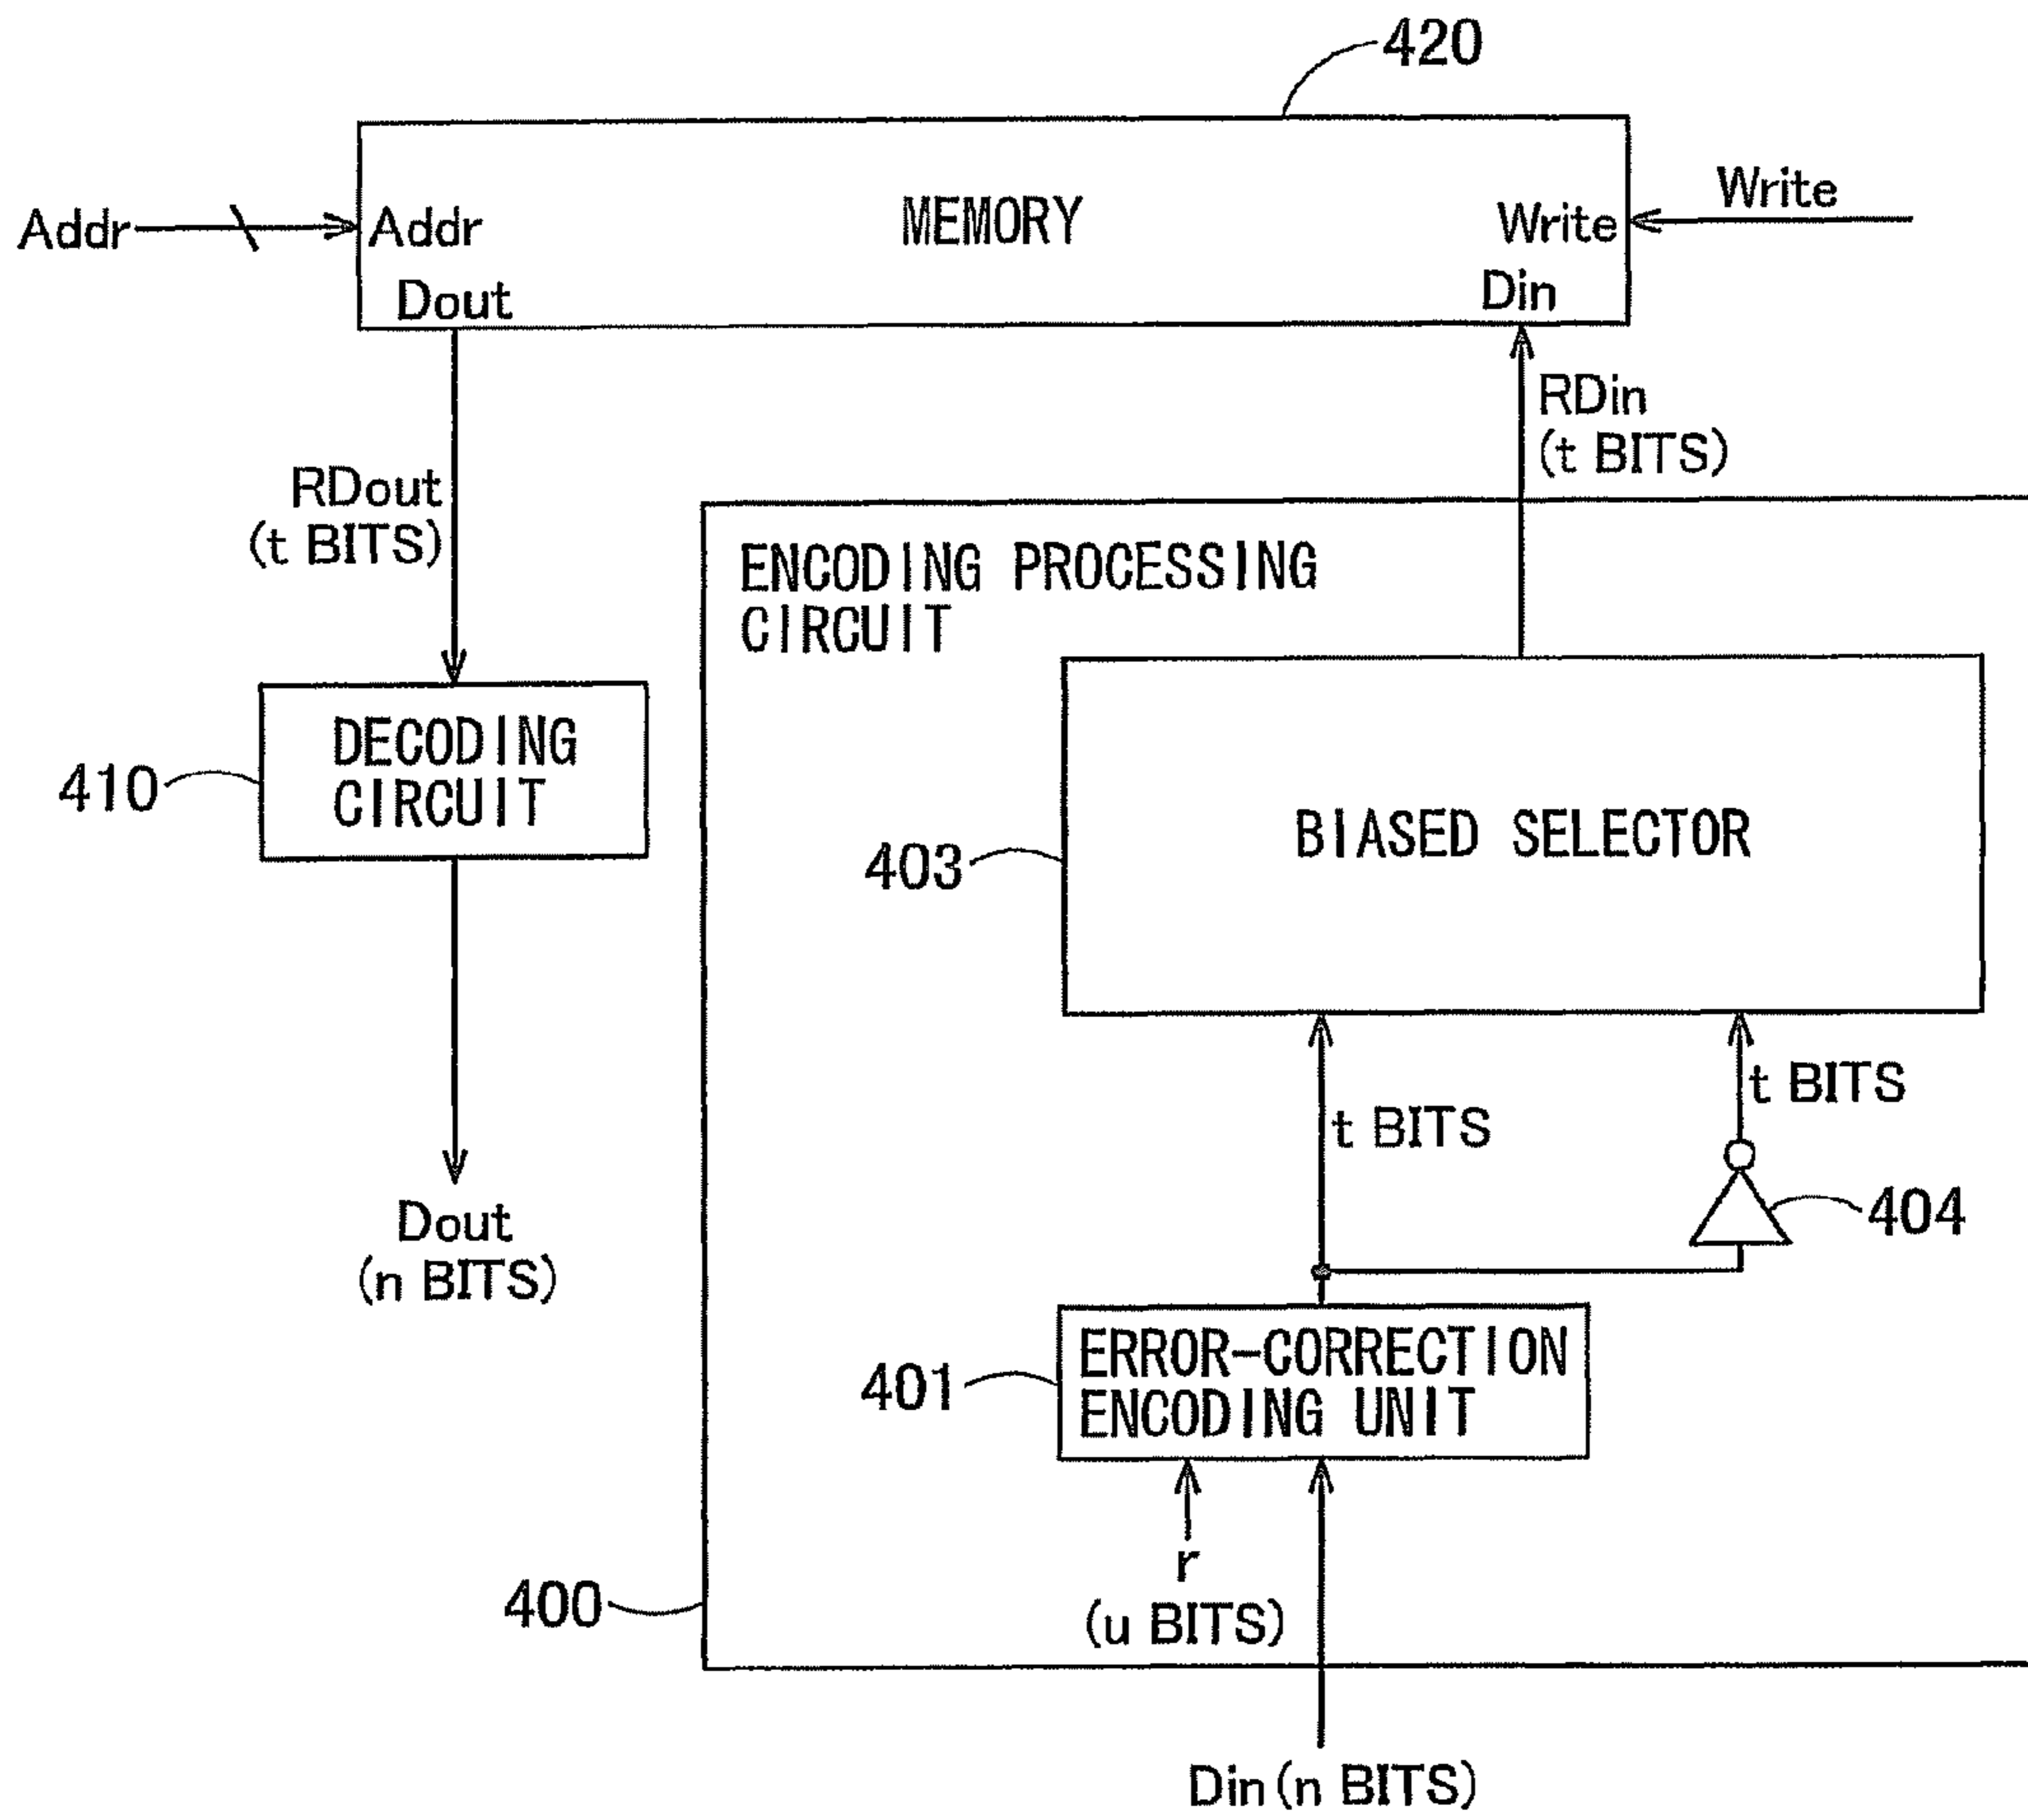 420
MEMORY
Write
Addr
Addr
Write
Dout
Din
RDin
(t BITS)
RDout
(t BITS)
ENCODING PROCESSING
CIRCUIT
DECODING
CIRCUIT
410
BIASED SELECTOR
403
t BITS
t BITS
404
Dout
(n BITS)
ERROR-CORRECTION
ENCODING UNIT
401
r
(u BITS)
400
Din(n BITS)